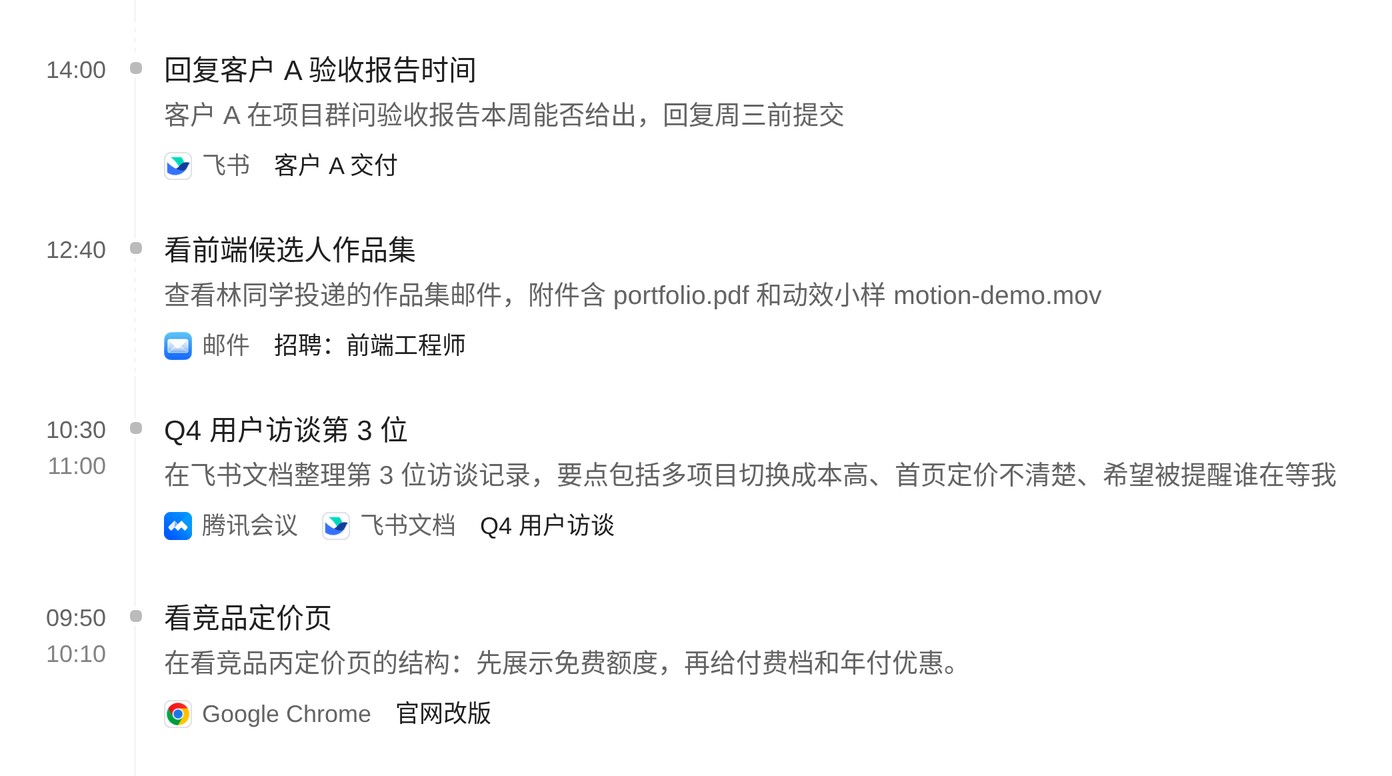 14:00
回复客户 A 验收报告时间
客户 A 在项目群问验收报告本周能否给出，回复周三前提交
飞书 客户 A 交付
12:40
看前端候选人作品集
查看林同学投递的作品集邮件，附件含 portfolio.pdf 和动效小样 motion-demo.mov
邮件 招聘：前端工程师
10:30
11:00
Q4 用户访谈第 3 位
在飞书文档整理第 3 位访谈记录，要点包括多项目切换成本高、首页定价不清楚、希望被提醒谁在等我
腾讯会议 飞书文档 Q4 用户访谈
09:50
10:10
看竞品定价页
在看竞品丙定价页的结构：先展示免费额度，再给付费档和年付优惠。
Google Chrome 官网改版